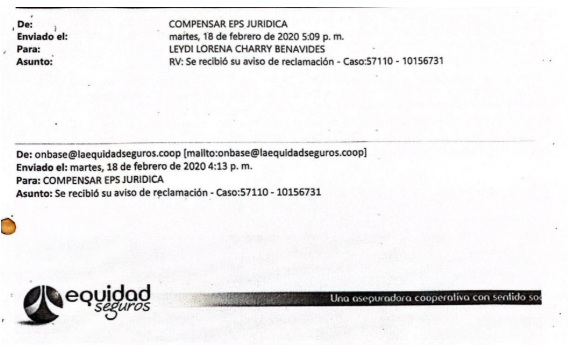 De: COMPENSAR EPS JURIDICA
Enviado el: martes, 18 de febrero de 2020 5:09 p. m.
Para: LEYDI LORENA CHARRY BENAVIDES
Asunto: RV: Se recibió su aviso de reclamación - Caso:57110 - 10156731
De: onbase@laequidadseguros.coop [mailto:onbase@laequidadseguros.coop]
Enviado el: martes, 18 de febrero de 2020 4:13 p. m.
Para: COMPENSAR EPS JURIDICA
Asunto: Se recibió su aviso de reclamación - Caso:57110 - 10156731
equidad
seguros
Una aseguradora cooperativa con sentido soc